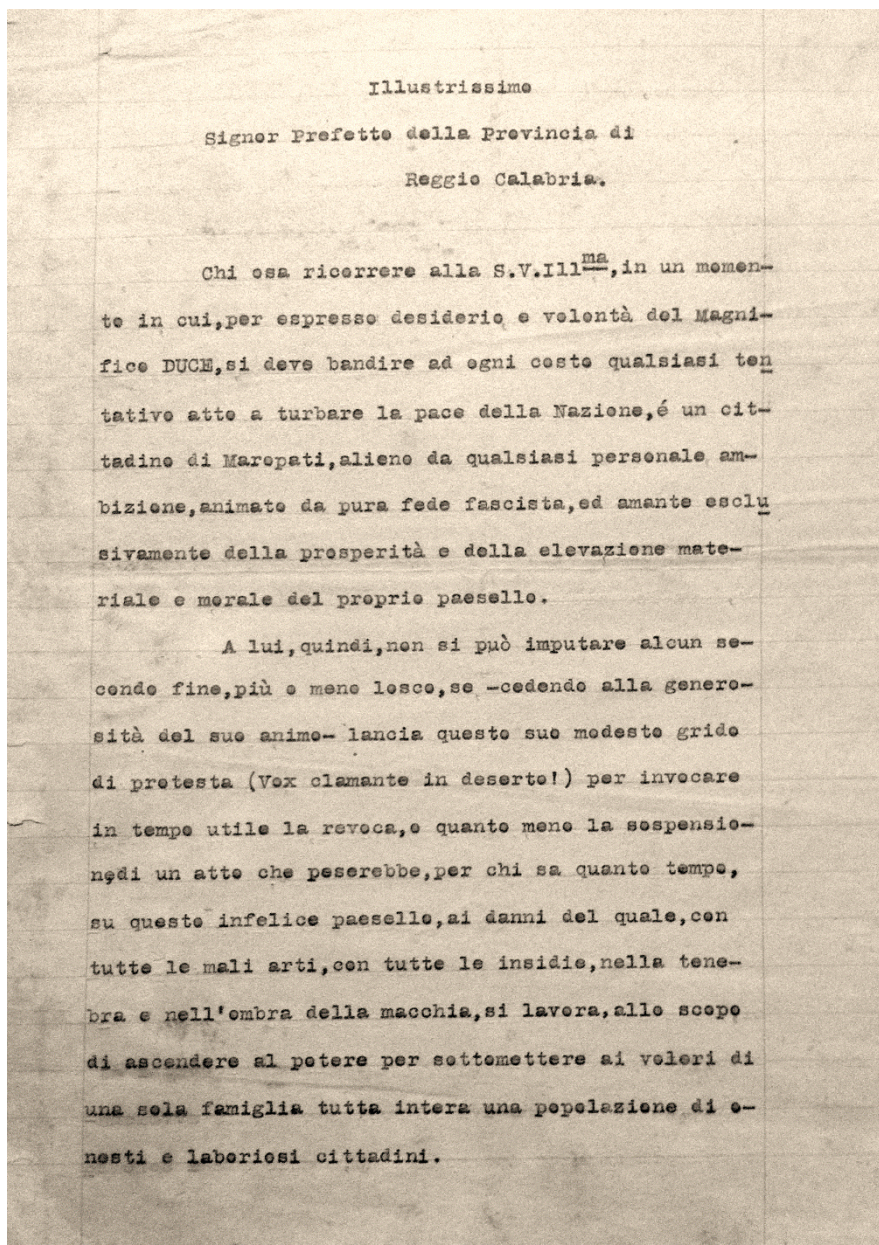 Illustrissimo
Signor Prefetto della Provincia di
Reggio Calabria.
Chi osa ricorrere alla S.V.Illma,in un momen-
to in cui,per espresso desiderio e volontà del Magni-
fico DUCE,si deve bandire ad ogni costo qualsiasi ten
tativo atto a turbare la pace della Nazione,é un cit-
tadino di Maropati,alieno da qualsiasi personale am-
bizione,animato da pura fede fascista,ed amante esclu
sivamente della prosperità e della elevazione mate-
riale e morale del proprio paesello.
A lui,quindi,non si può imputare alcun se-
condo fine,più o meno losco,se -cedendo alla genero-
sità del suo animo- lancia questo suo modesto grido
di protesta (Vox clamante in deserto!) per invocare
in tempo utile la revoca,o quanto meno la sospensio-
nedi un atto che peserebbe,per chi sa quanto tempo,
su questo infelice paesello,ai danni del quale,con
tutte le mali arti,con tutte le insidie,nella tene-
bra e nell'ombra della macchia,si lavora,allo scopo
di ascendere al potere per sottomettere ai voleri di
una sola famiglia tutta intera una popolazione di o-
nesti e laboriosi cittadini.